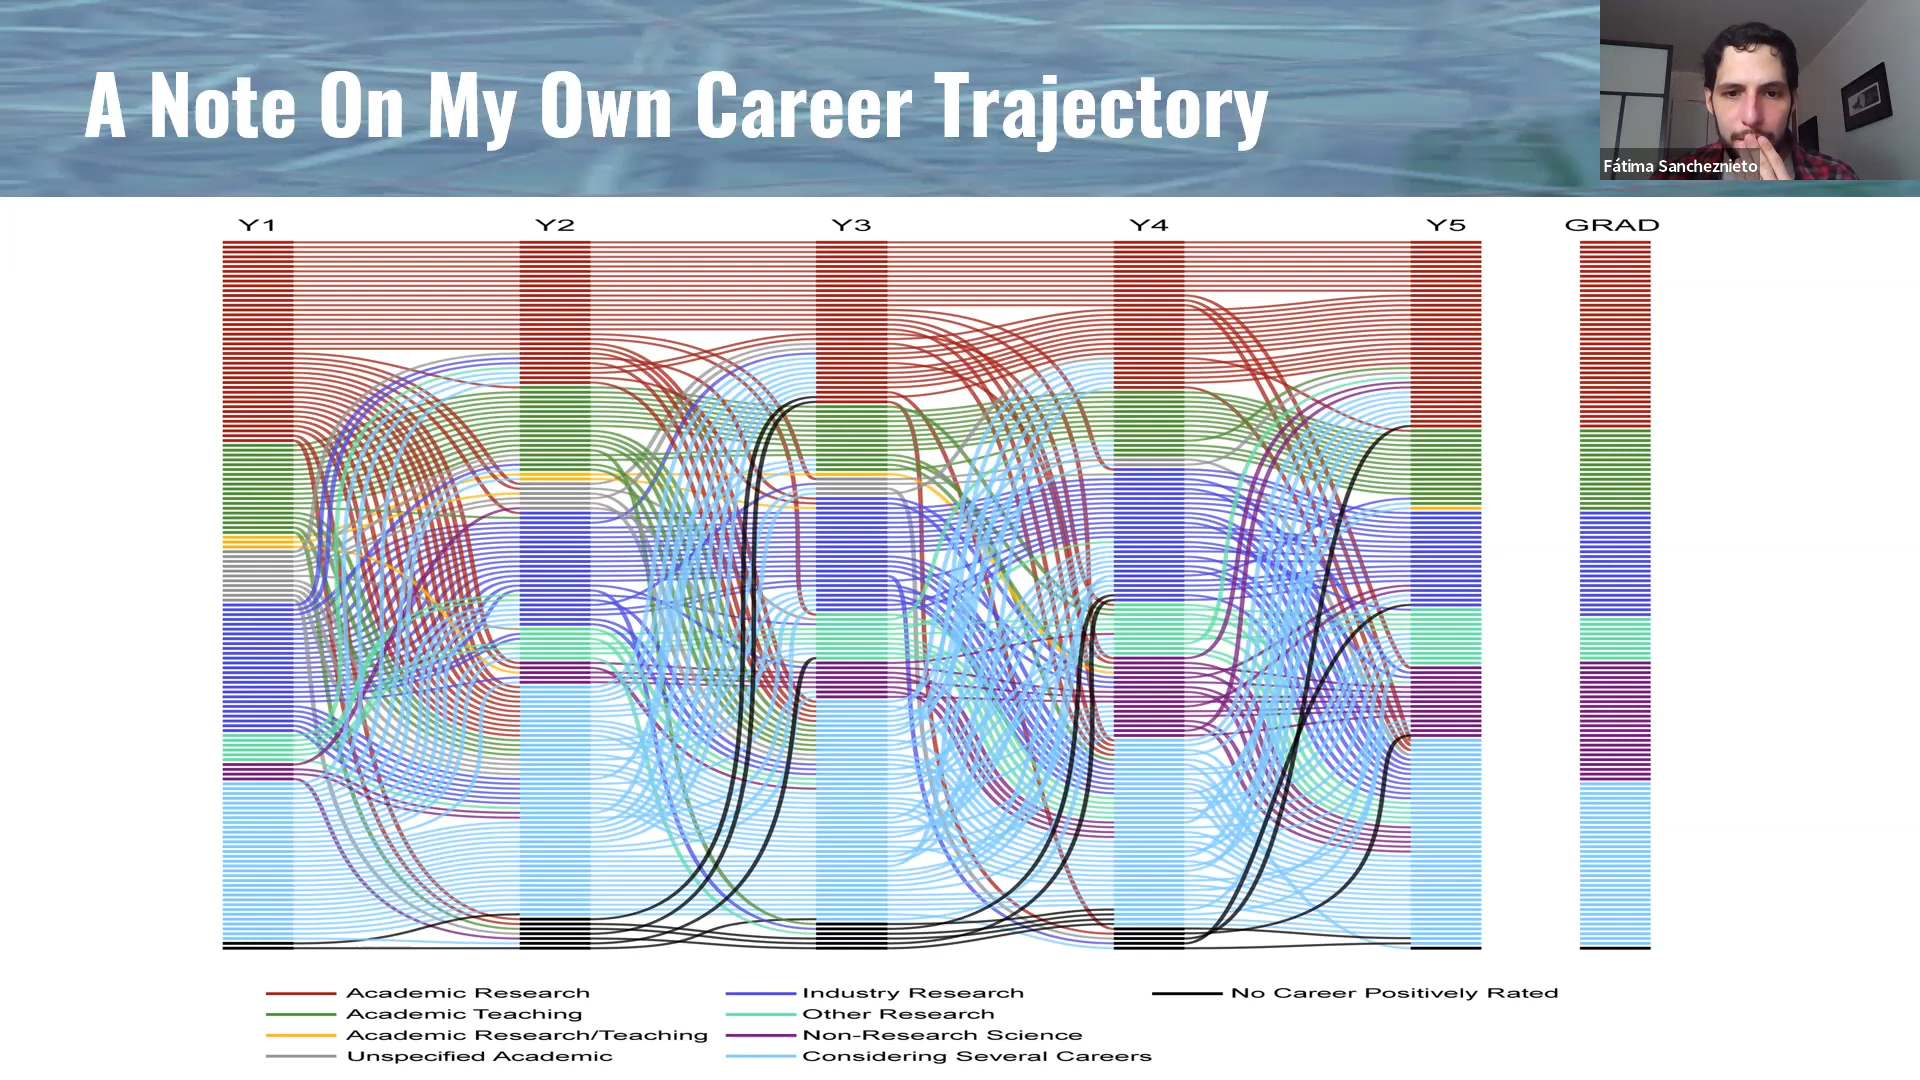 A Note On My Own Career Trajectory
Fátima Sancheznieto
Y1 Y2 Y3 Y4 Y5 GRAD
Academic Research
Academic Teaching
Academic Research/Teaching
Unspecified Academic
Industry Research
Other Research
Non-Research Science
Considering Several Careers
No Career Positively Rated